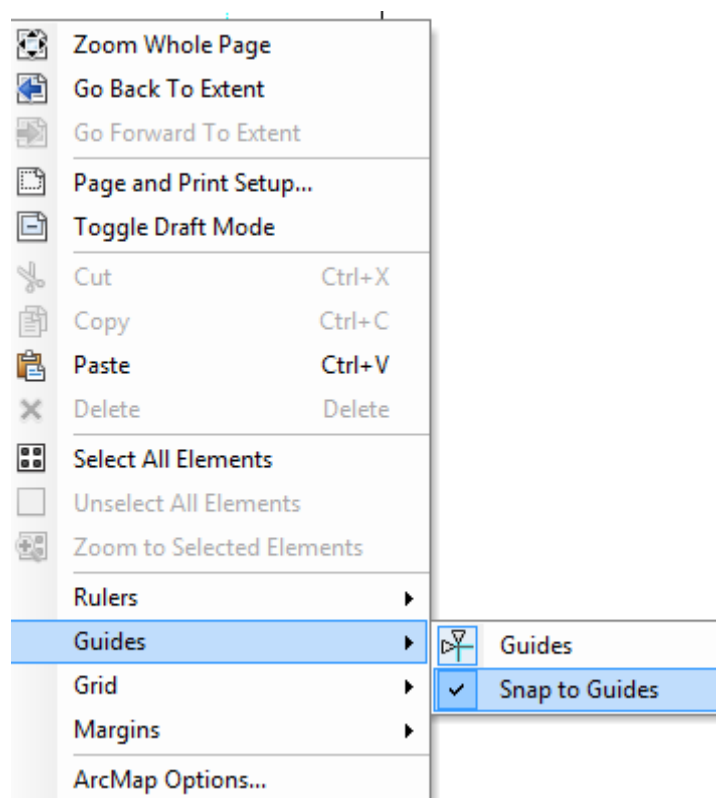 Zoom Whole Page
Go Back To Extent
Go Forward To Extent
Page and Print Setup...
Toggle Draft Mode
Cut Ctrl+X
Copy Ctrl+C
Paste Ctrl+V
Delete Delete
Select All Elements
Unselect All Elements
Zoom to Selected Elements
Rulers
Guides
Guides
Grid
Snap to Guides
Margins
ArcMap Options...